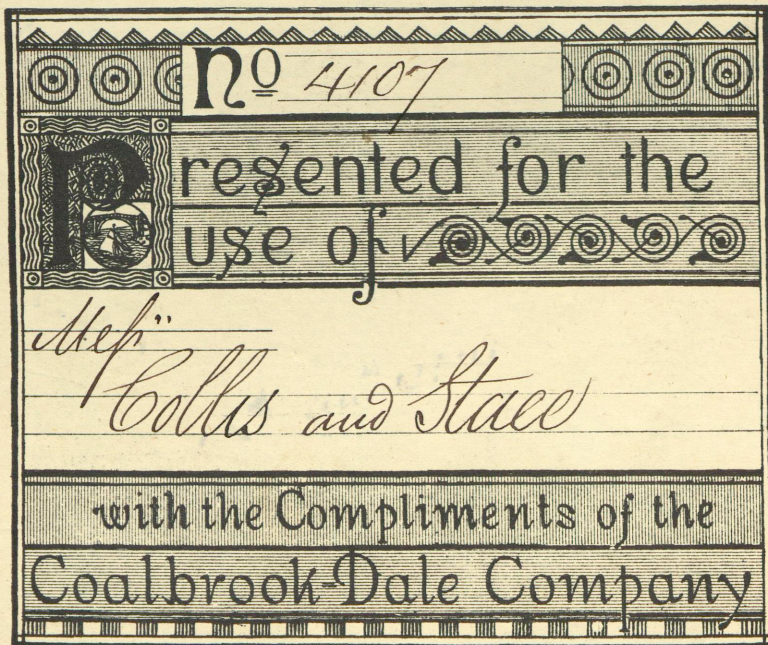 No 4107
Presented for the
use of
Messrs
Collis and Stace
with the Compliments of the
Coalbrook-Dale Company